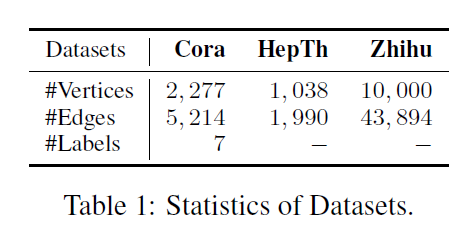 Datasets Cora HepTh Zhihu
#Vertices 2, 277 1, 038 10, 000
#Edges 5, 214 1, 990 43, 894
#Labels 7 – –
Table 1: Statistics of Datasets.